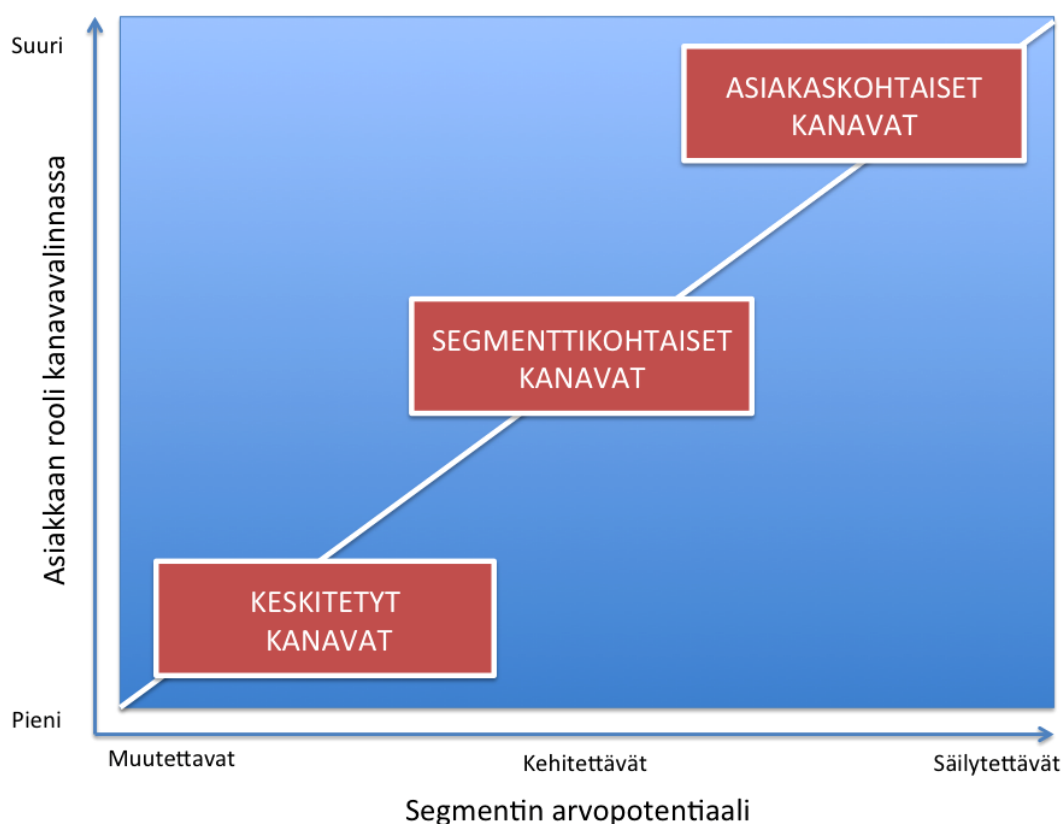 Suuri
ASIAKASKOHTAISET
KANAVAT
Asiakkaan rooli kanavavalinnassa
SEGMENTTIKOHTAISET
KANAVAT
KESKITETYT
KANAVAT
Pieni
Muutettavat
Kehitettävät
Säilytettävät
Segmentin arvopotentiaali